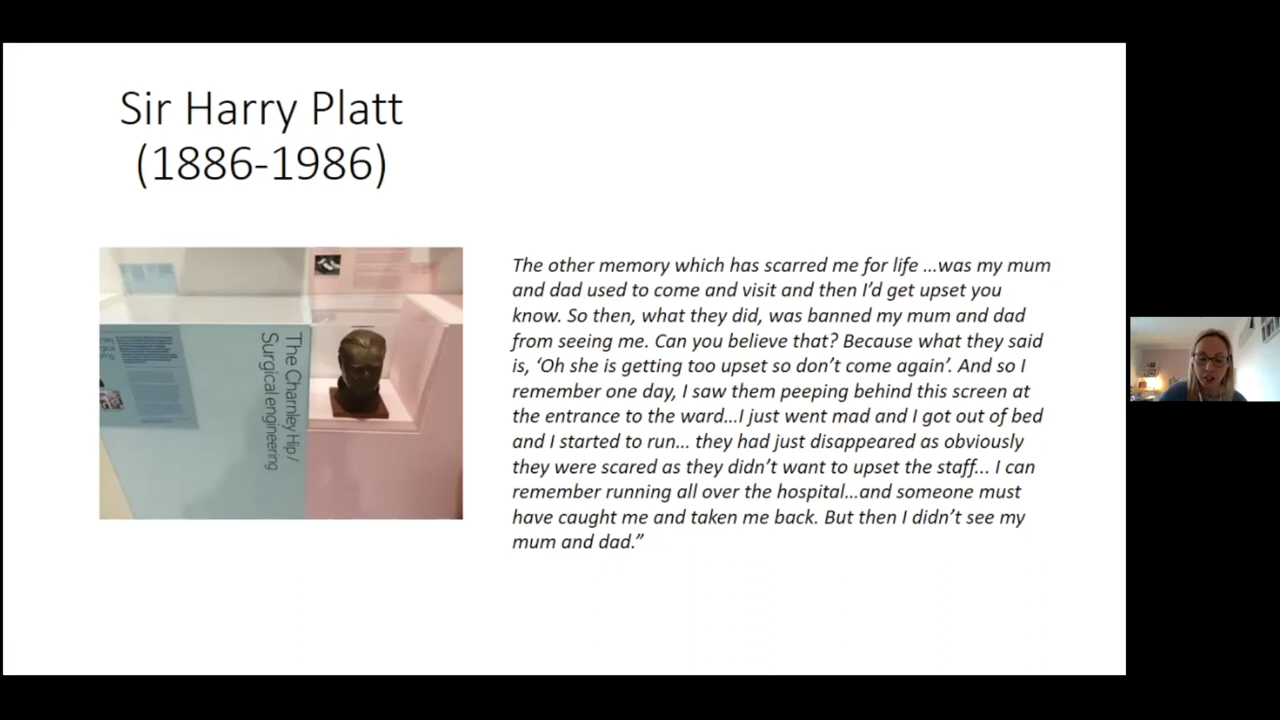 Sir Harry Platt
(1886-1986)
The Charnley Hip /
Surgical engineering
The other memory which has scarred me for life ...was my mum
and dad used to come and visit and then I’d get upset you
know. So then, what they did, was banned my mum and dad
from seeing me. Can you believe that? Because what they said
is, ‘Oh she is getting too upset so don’t come again’. And so I
remember one day, I saw them peeping behind this screen at
the entrance to the ward...I just went mad and I got out of bed
and I started to run... they had just disappeared as obviously
they were scared as they didn’t want to upset the staff... I can
remember running all over the hospital...and someone must
have caught me and taken me back. But then I didn’t see my
mum and dad.”